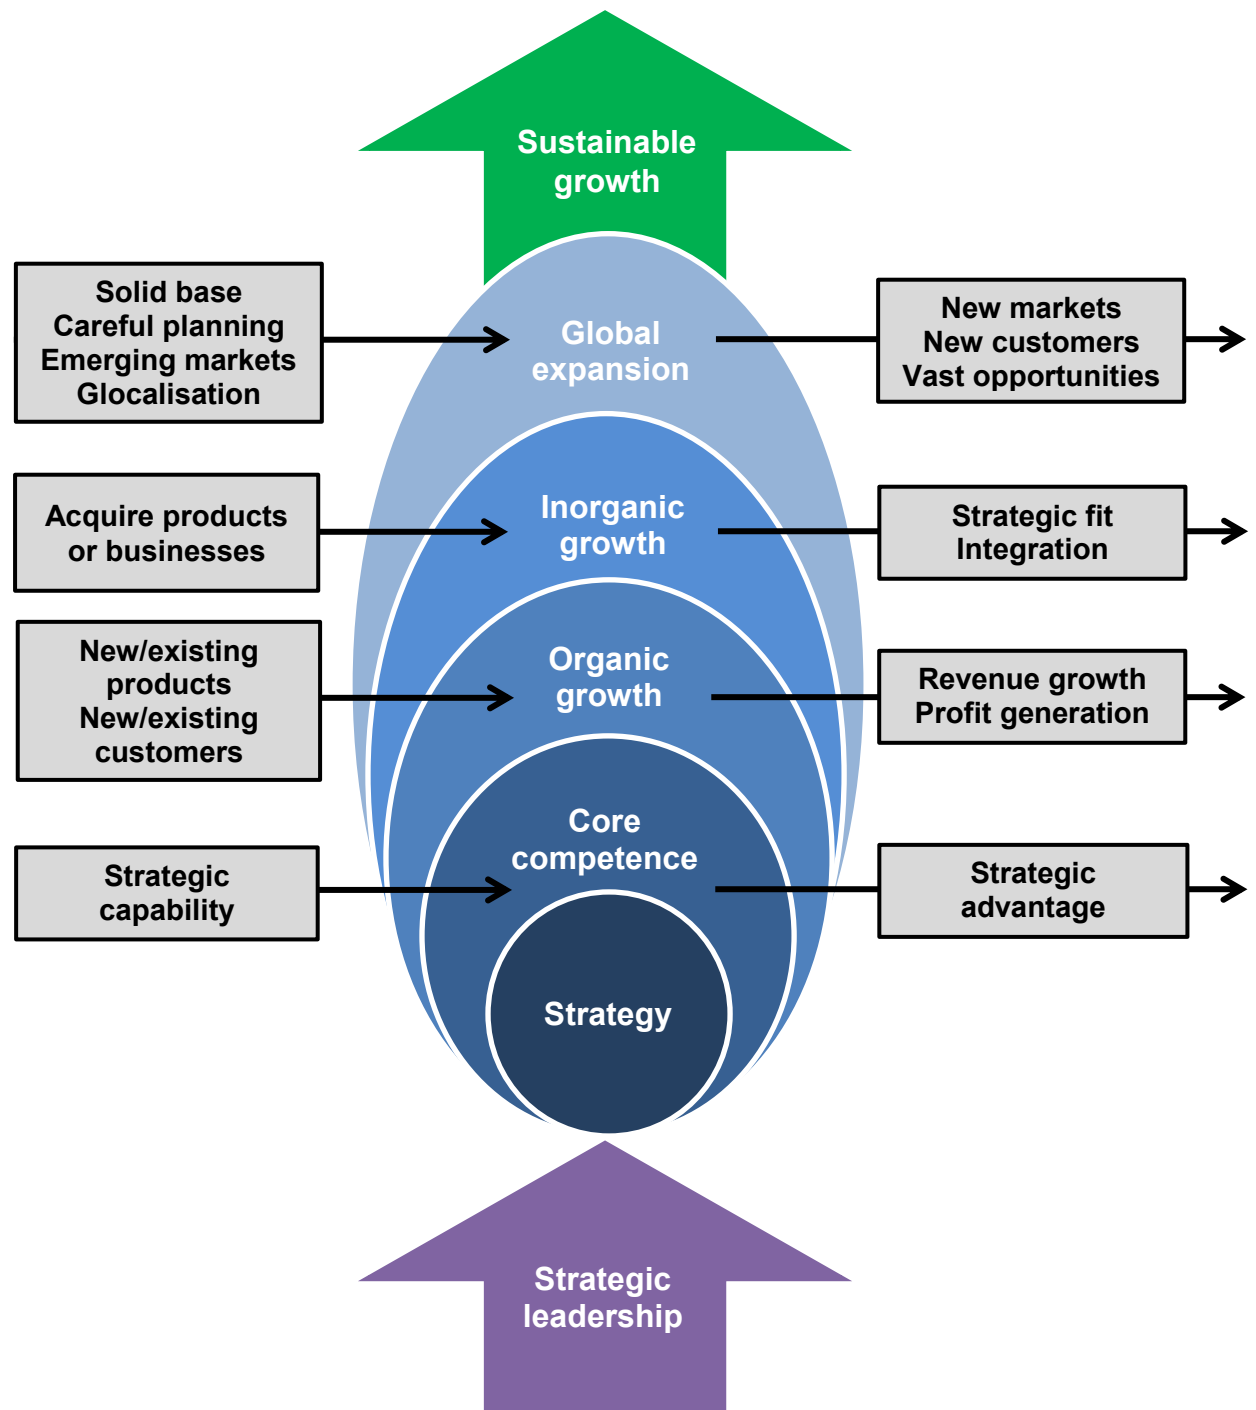 Sustainable
growth
Solid base
Careful planning
Emerging markets
Glocalisation
Global
expansion
New markets
New customers
Vast opportunities
Acquire products
or businesses
Inorganic
growth
Strategic fit
Integration
New/existing
products
New/existing
customers
Organic
growth
Revenue growth
Profit generation
Strategic
capability
Core
competence
Strategic
advantage
Strategy
Strategic
leadership